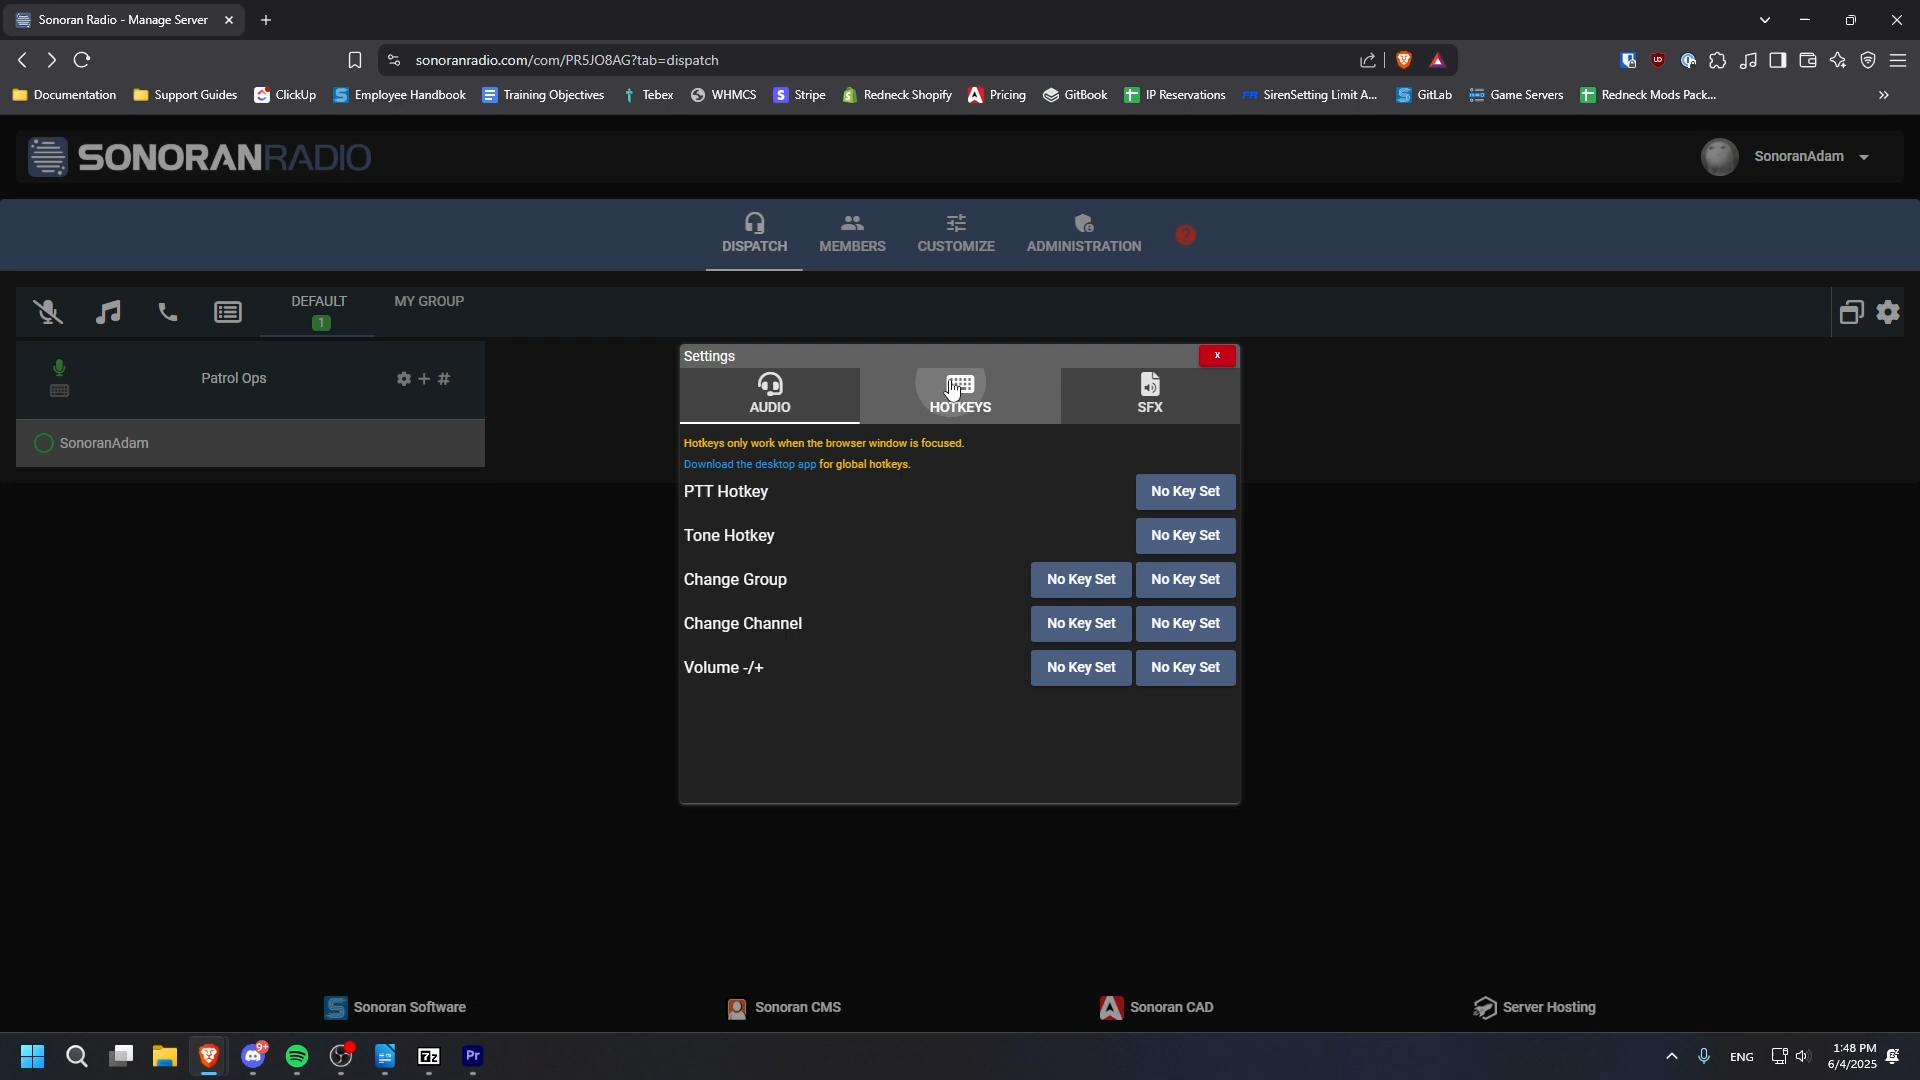 Sonoran Radio - Manage Server
sonoranradio.com/com/PR5JO8AG?tab=dispatch
Documentation
Support Guides
ClickUp
Employee Handbook
Training Objectives
Tebex
WHMCS
Stripe
Redneck Shopify
Pricing
GitBook
IP Reservations
SirenSetting Limit A...
GitLab
Game Servers
Redneck Mods Pack...
SONORANRADIO
SonoranAdam
DISPATCH
MEMBERS
CUSTOMIZE
ADMINISTRATION
?
DEFAULT
1
MY GROUP
Patrol Ops
SonoranAdam
Settings
x
AUDIO
HOTKEYS
SFX
Hotkeys only work when the browser window is focused.
Download the desktop app for global hotkeys.
PTT Hotkey
No Key Set
Tone Hotkey
No Key Set
Change Group
No Key Set
No Key Set
Change Channel
No Key Set
No Key Set
Volume -/+
No Key Set
No Key Set
Sonoran Software
Sonoran CMS
Sonoran CAD
Server Hosting
9+
7z
Pr
ENG
1:48 PM
6/4/2025